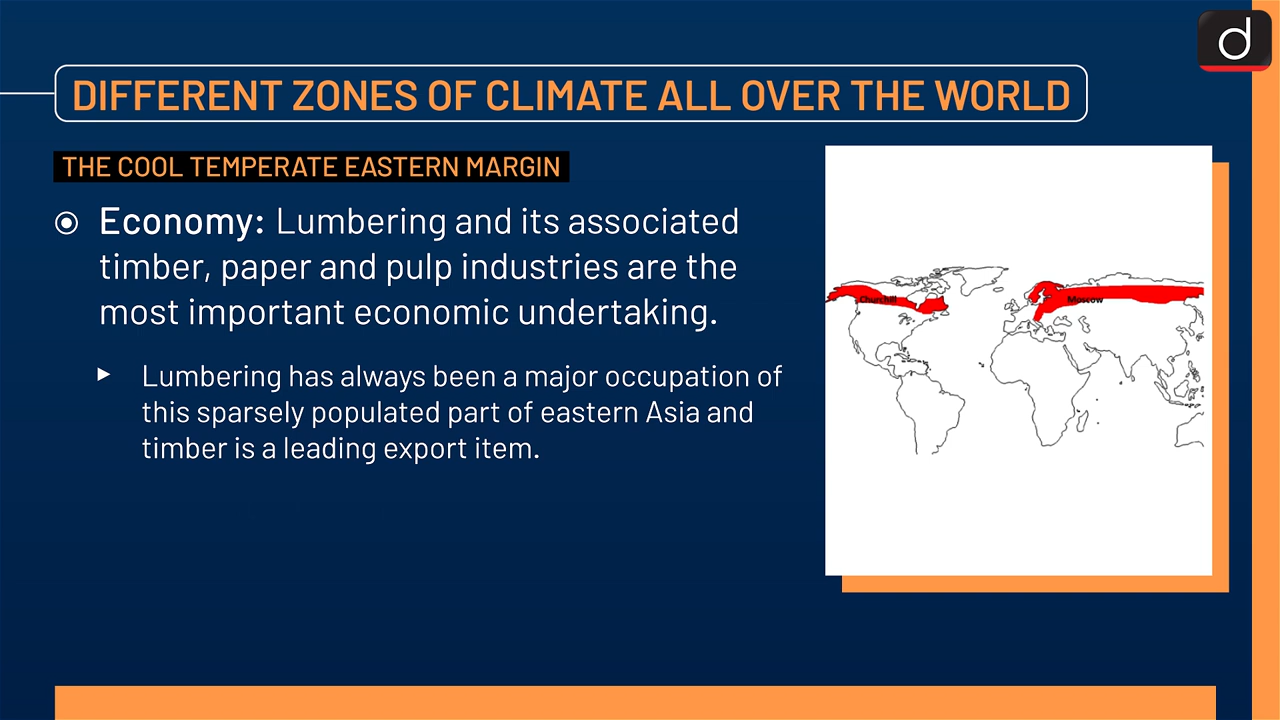 d
DIFFERENT ZONES OF CLIMATE ALL OVER THE WORLD
THE COOL TEMPERATE EASTERN MARGIN
Economy: Lumbering and its associated
timber, paper and pulp industries are the
most important economic undertaking.
Lumbering has always been a major occupation of
this sparsely populated part of eastern Asia and
timber is a leading export item.
Churchill
Moscow